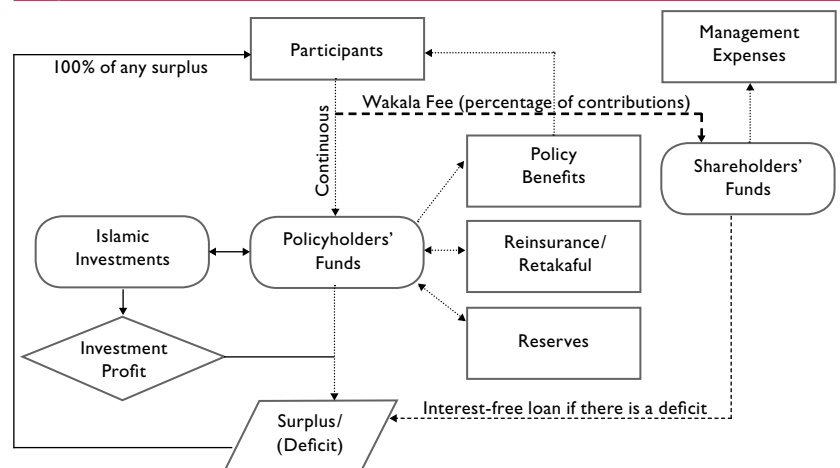 Participants
Management
Expenses
100% of any surplus
Wakala Fee (percentage of contributions)
Continuous
Policy
Benefits
Shareholders’
Funds
Islamic
Investments
Policyholders’
Funds
Reinsurance/
Retakaful
Investment
Profit
Reserves
Interest-free loan if there is a deficit
Surplus/
(Deficit)